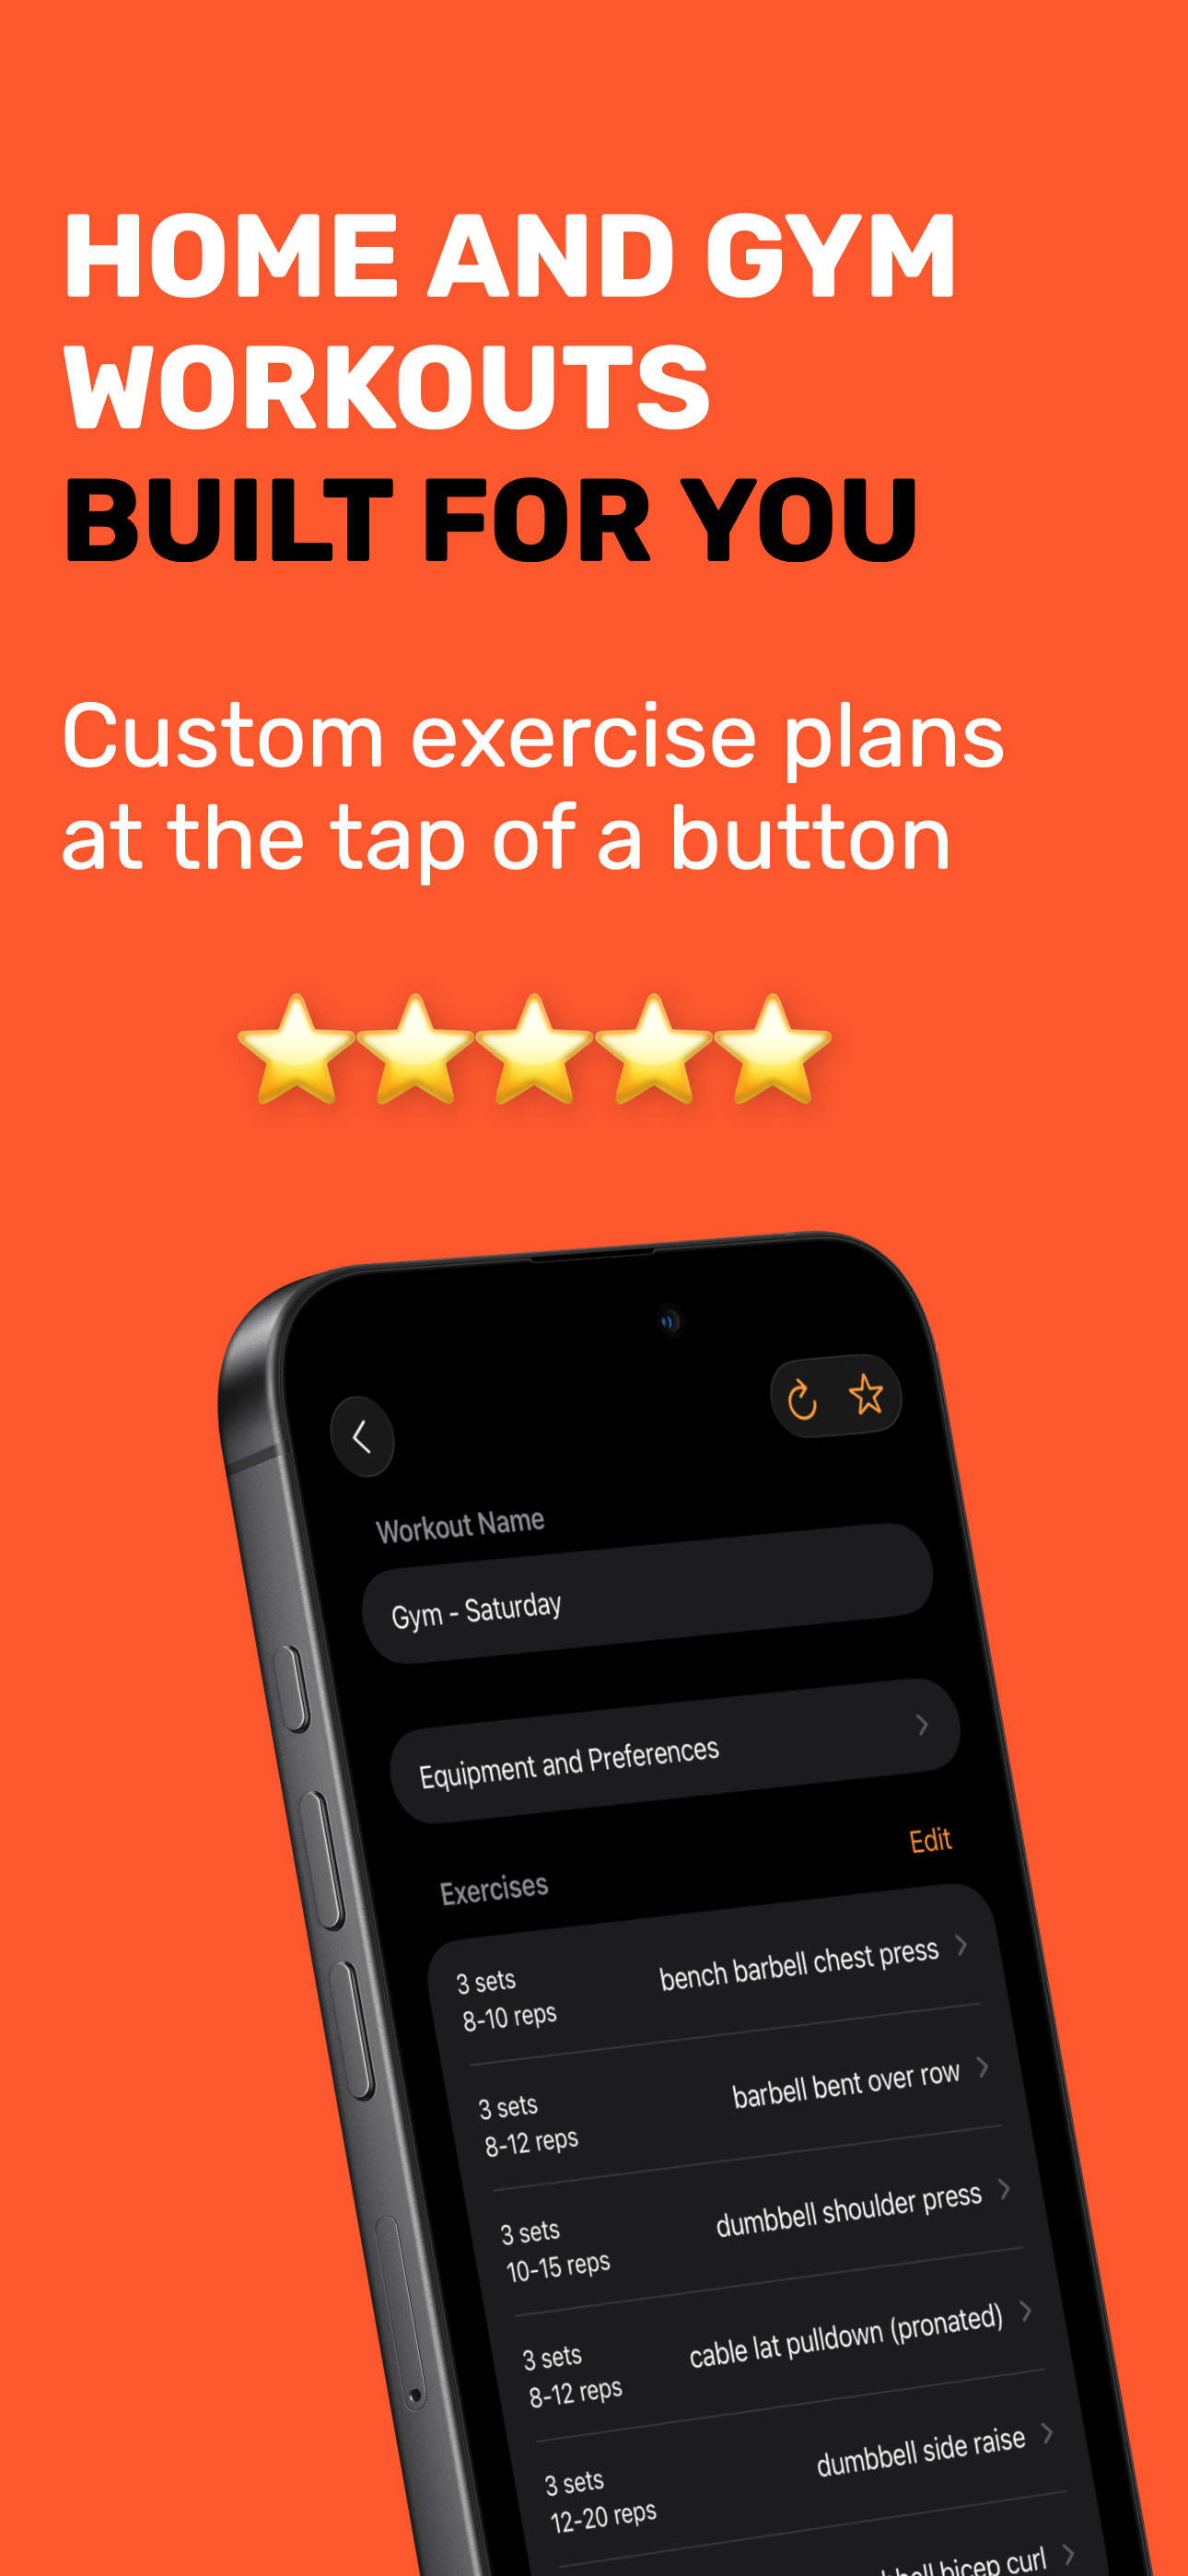 HOME AND GYM
WORKOUTS
BUILT FOR YOU
Custom exercise plans
at the tap of a button
Workout Name
Gym - Saturday
Equipment and Preferences
Exercises
Edit
3 sets
8-10 reps
bench barbell chest press
3 sets
8-12 reps
barbell bent over row
3 sets
10-15 reps
dumbbell shoulder press
3 sets
8-12 reps
cable lat pulldown (pronated)
3 sets
12-20 reps
dumbbell side raise
bicep curl